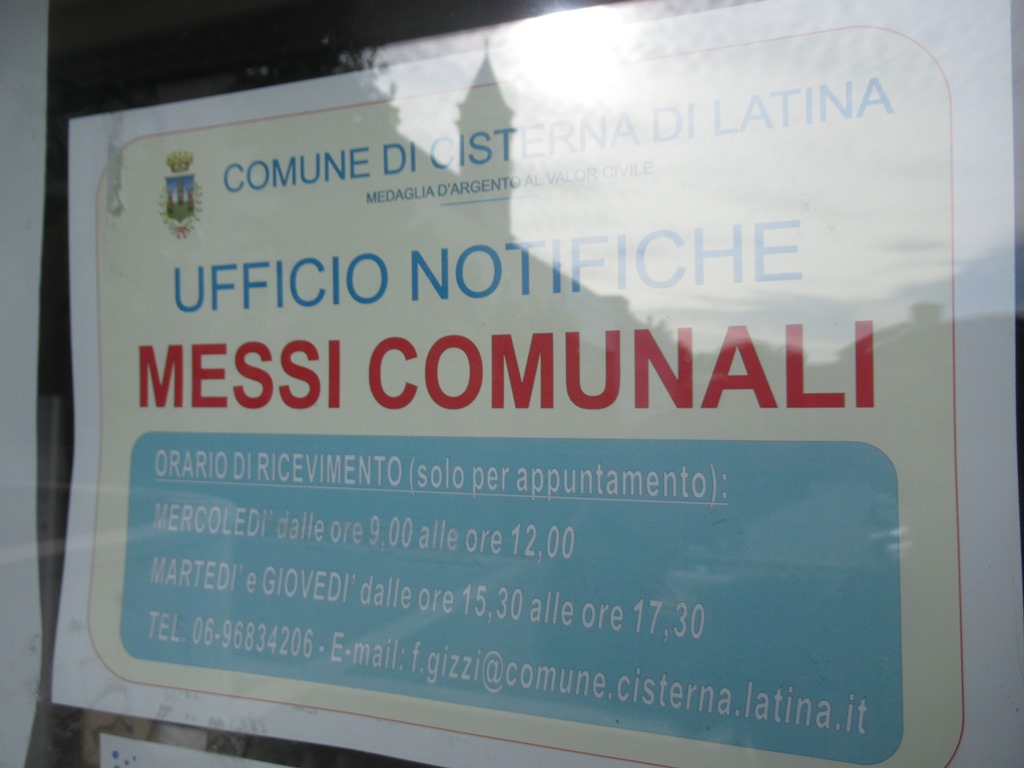 COMUNE DI CISTERNA DI LATINA
MEDAGLIA D'ARGENTO AL VALOR CIVILE
UFFICIO NOTIFICHE
MESSI COMUNALI
ORARIO DI RICEVIMENTO (solo per appuntamento):
MERCOLEDI' dalle ore 9,00 alle ore 12,00
MARTEDI' e GIOVEDI' dalle ore 15,30 alle ore 17,30
TEL. 06-96834206 - E-mail: f.gizzi@comune.cisterna.latina.it